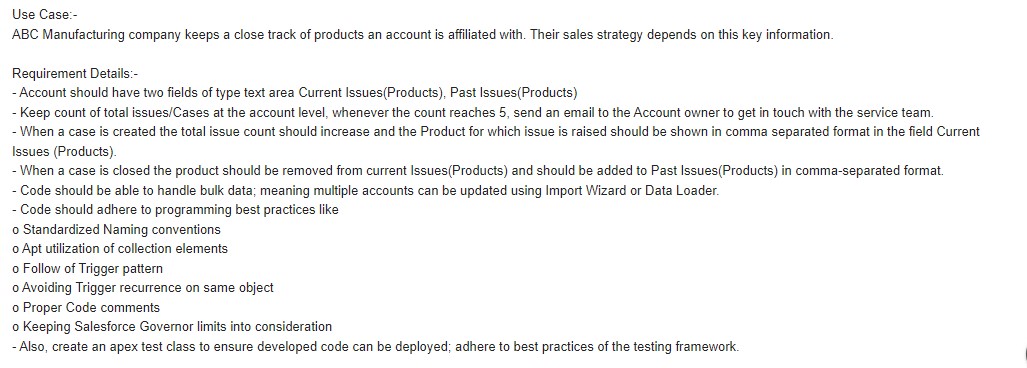 Use Case:-
ABC Manufacturing company keeps a close track of products an account is affiliated with. Their sales strategy depends on this key information.
Requirement Details:-
- Account should have two fields of type text area Current Issues(Products), Past Issues(Products)
- Keep count of total issues/Cases at the account level, whenever the count reaches 5, send an email to the Account owner to get in touch with the service team.
- When a case is created the total issue count should increase and the Product for which issue is raised should be shown in comma separated format in the field Current
Issues (Products).
- When a case is closed the product should be removed from current Issues(Products) and should be added to Past Issues(Products) in comma-separated format.
- Code should be able to handle bulk data; meaning multiple accounts can be updated using Import Wizard or Data Loader.
- Code should adhere to programming best practices like
o Standardized Naming conventions
o Apt utilization of collection elements
o Follow of Trigger pattern
o Avoiding Trigger recurrence on same object
o Proper Code comments
o Keeping Salesforce Governor limits into consideration
- Also, create an apex test class to ensure developed code can be deployed; adhere to best practices of the testing framework.